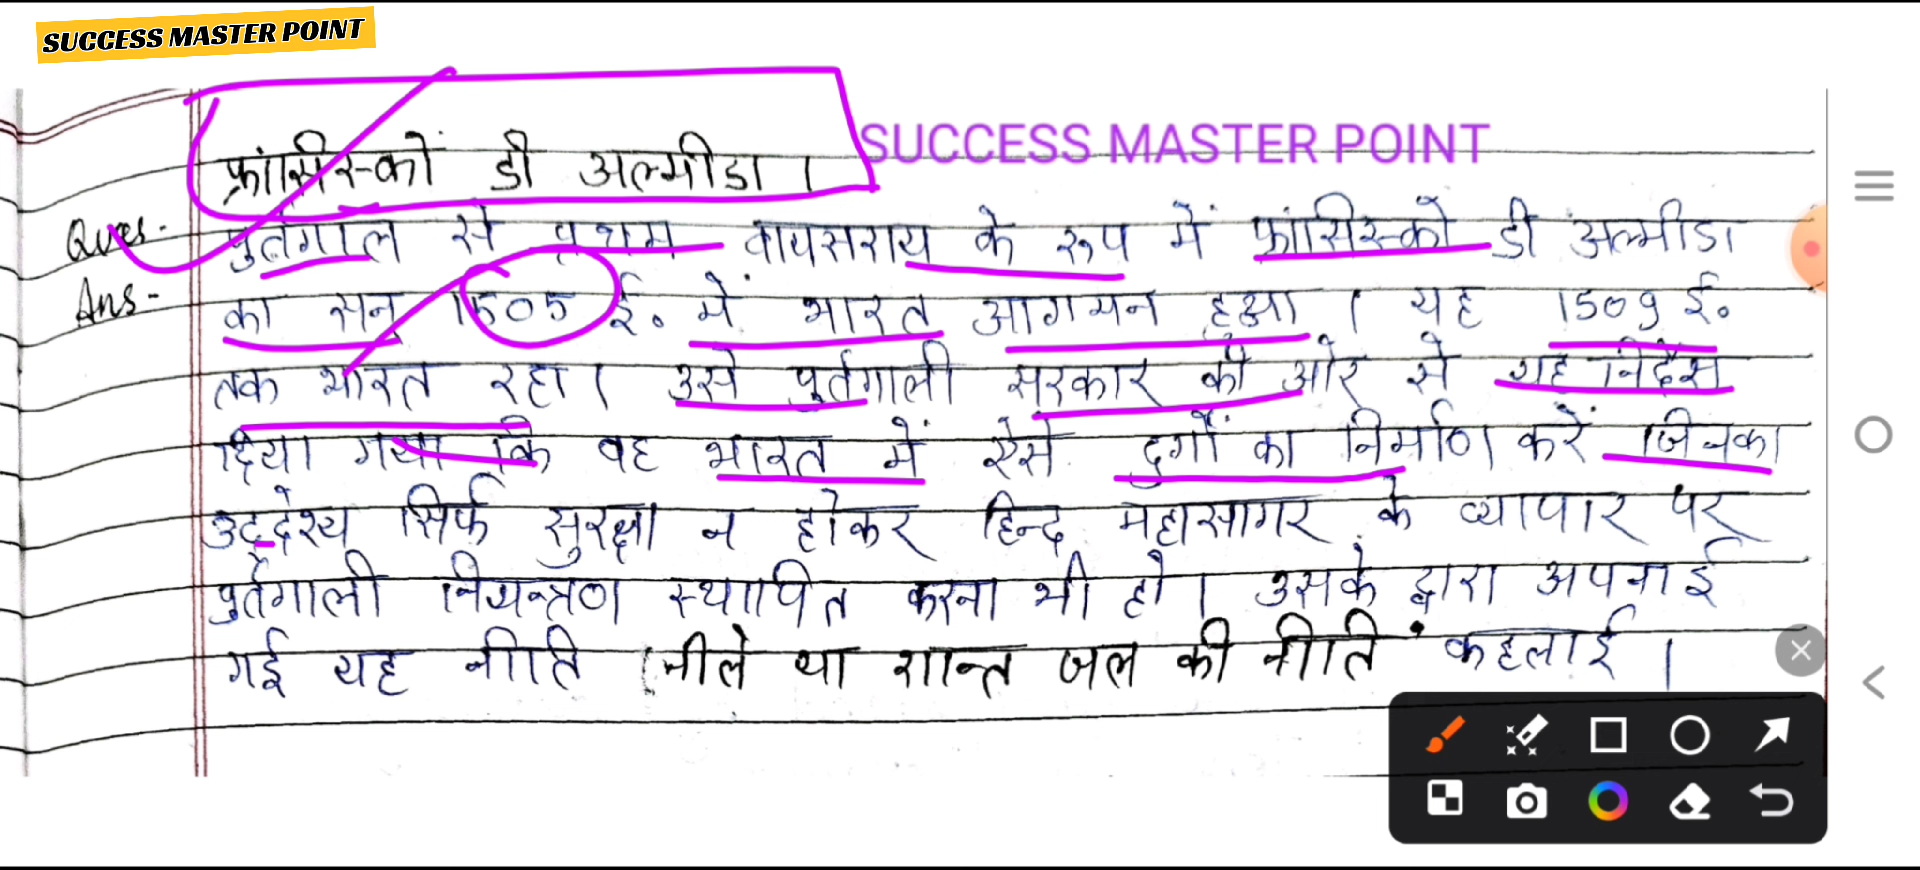 SUCCESS MASTER POINT
SUCCESS MASTER POINT
फ्रांसिस्को डी अल्मीडा ।
Ques- पुर्तगाल से प्रथम वायसराय के रूप में फ्रांसिस्को डी अल्मीडा
Ans- का सन् 1505 ई. में भारत आगमन हुआ । यह 1509 ई.
तक भारत रहा । उसे पुर्तगाली सरकार की ओर से यह निर्देश
दिया गया कि वह भारत में ऐसे दुर्गों का निर्माण करें जिनका
उद्देश्य सिर्फ सुरक्षा न होकर हिन्द महासागर के व्यापार पर
पुर्तगाली नियन्त्रण स्थापित करना भी हो । उसके द्वारा अपनाई
गई यह नीति नीले या शान्त जल की नीति कहलाई ।